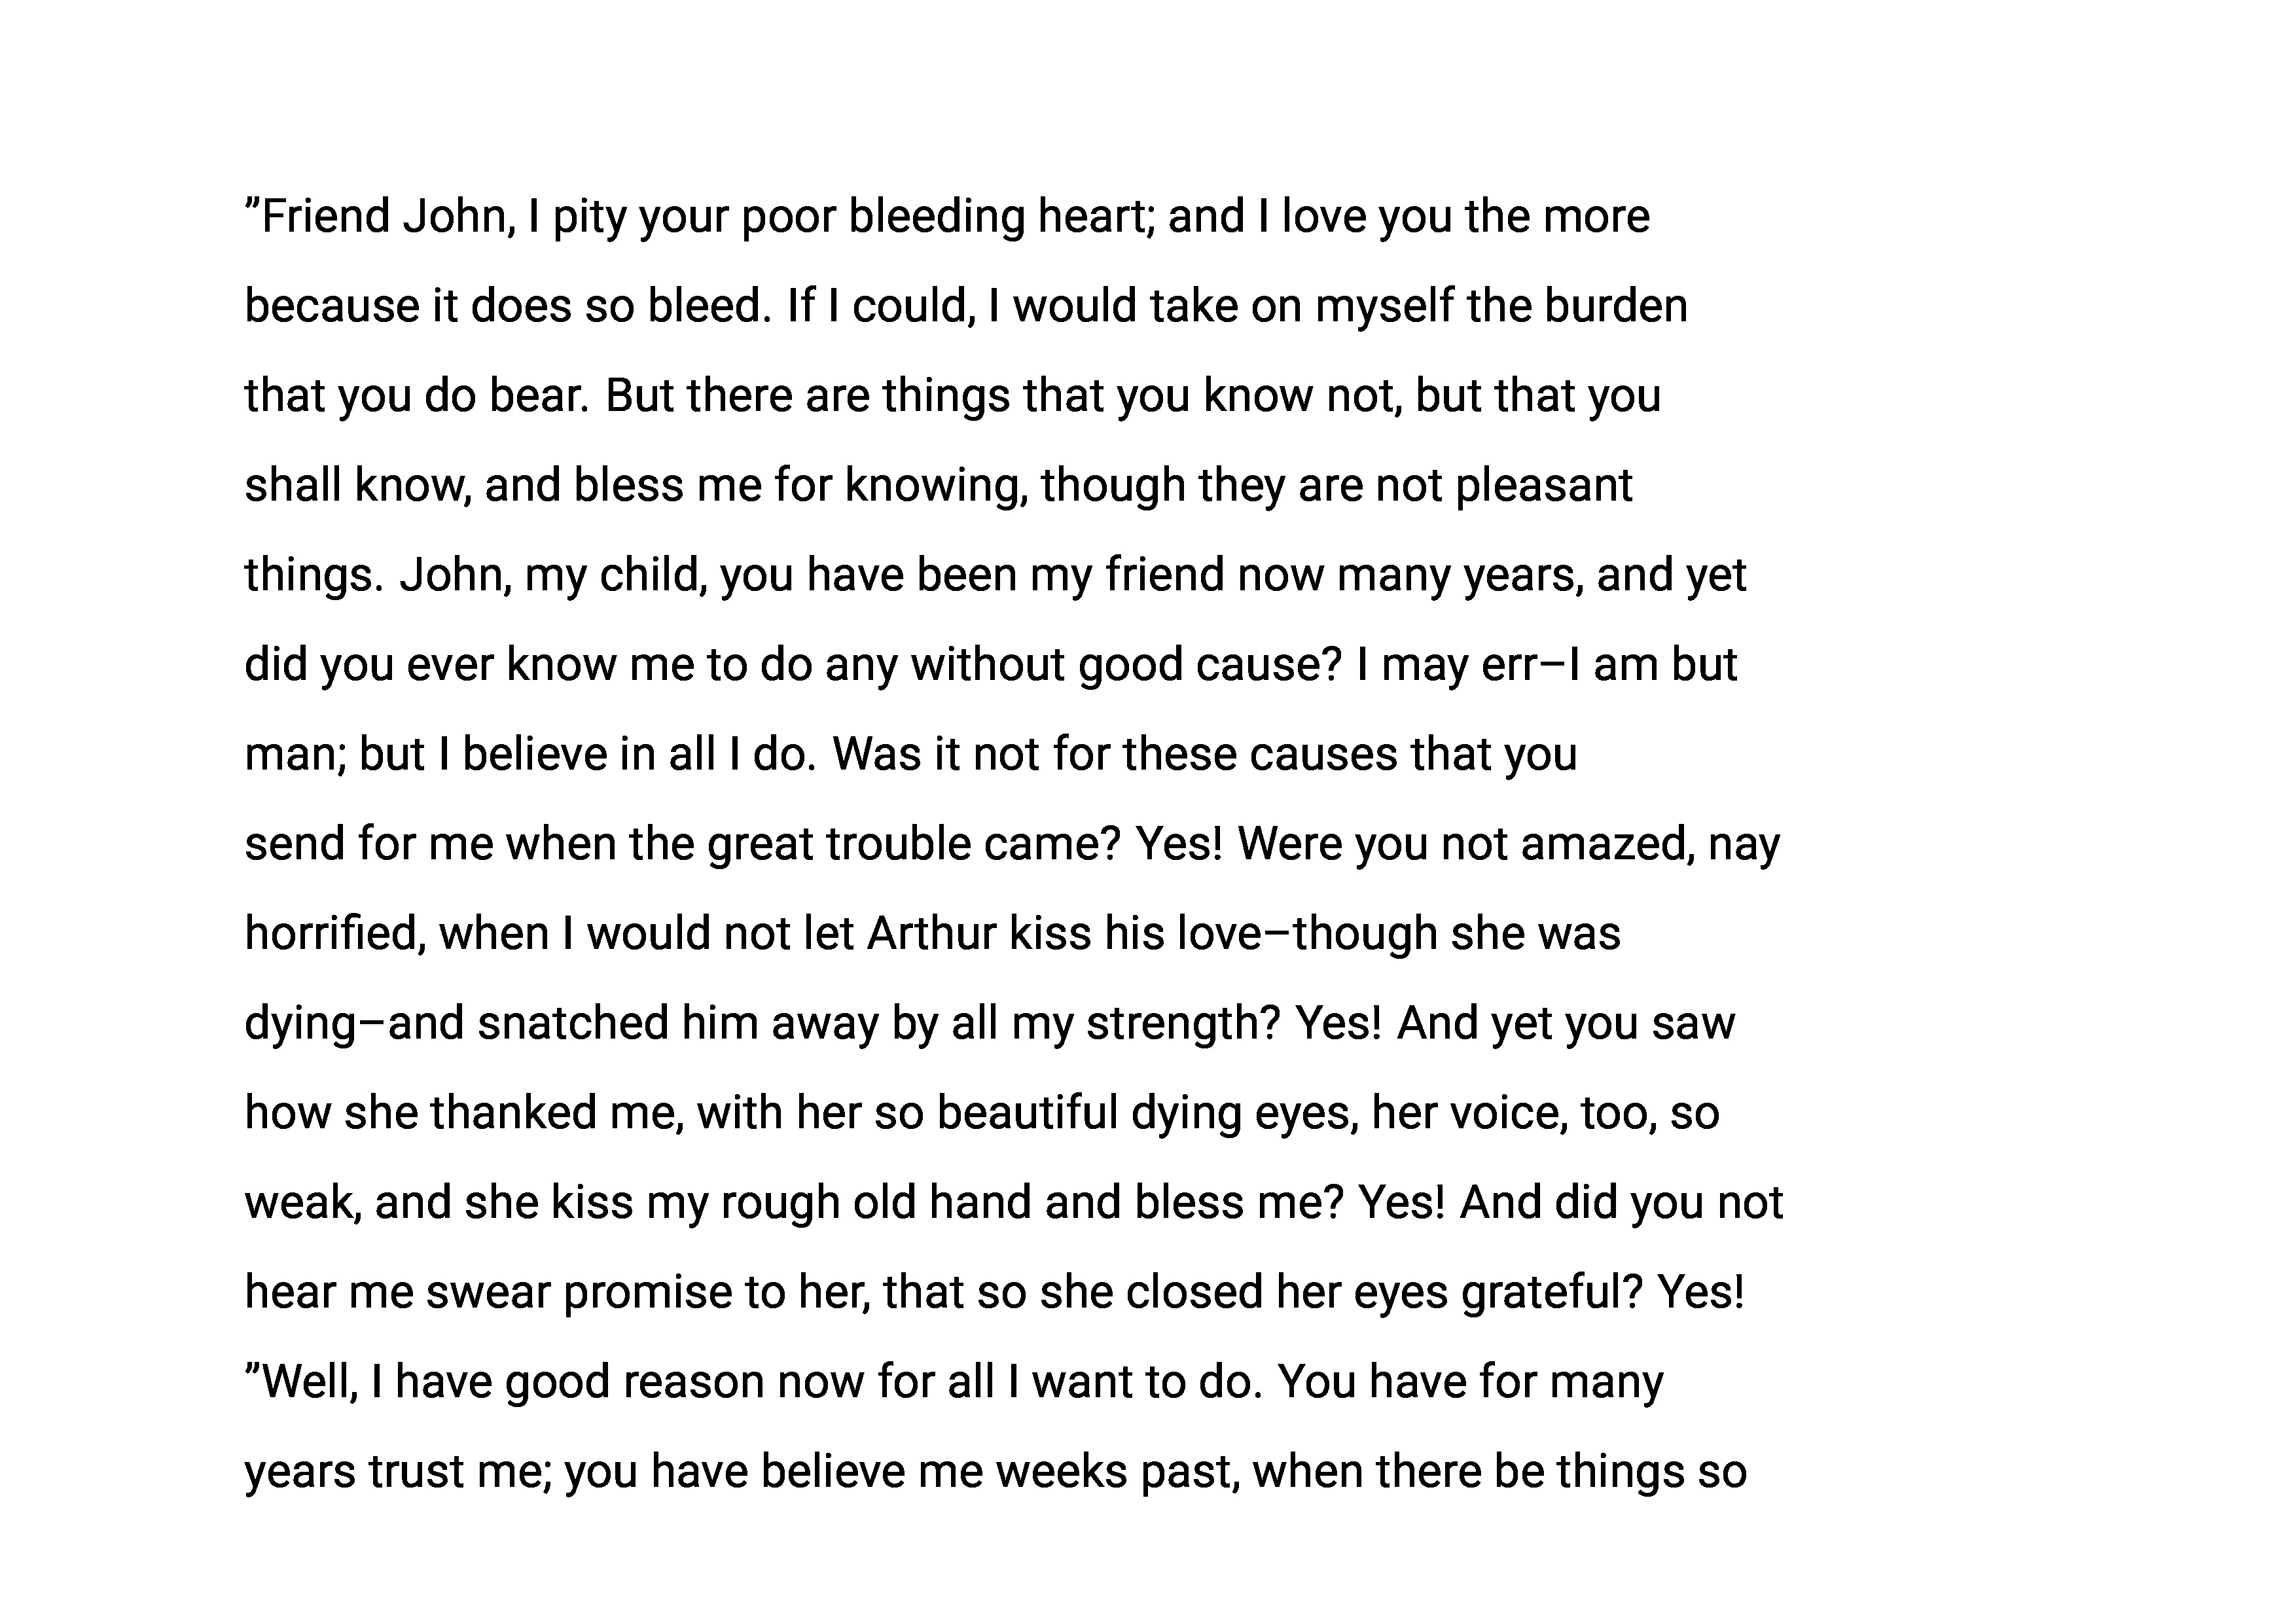 ”Friend John, I pity your poor bleeding heart; and I love you the more
because it does so bleed. If I could, I would take on myself the burden
that you do bear. But there are things that you know not, but that you
shall know, and bless me for knowing, though they are not pleasant
things. John, my child, you have been my friend now many years, and yet
did you ever know me to do any without good cause? I may err–I am but
man; but I believe in all I do. Was it not for these causes that you
send for me when the great trouble came? Yes! Were you not amazed, nay
horrified, when I would not let Arthur kiss his love–though she was
dying–and snatched him away by all my strength? Yes! And yet you saw
how she thanked me, with her so beautiful dying eyes, her voice, too, so
weak, and she kiss my rough old hand and bless me? Yes! And did you not
hear me swear promise to her, that so she closed her eyes grateful? Yes!
”Well, I have good reason now for all I want to do. You have for many
years trust me; you have believe me weeks past, when there be things so